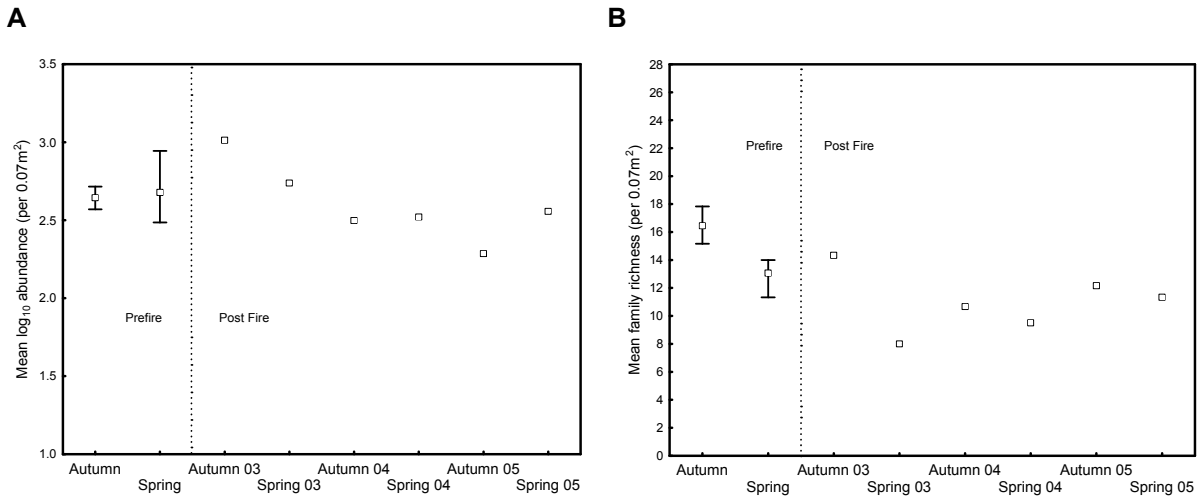 A
B
Mean log10 abundance (per 0.07m2)
3.5
3.0
2.5
2.0
1.5
1.0
Prefire
Post Fire
Autumn
Spring
Autumn 03
Spring 03
Autumn 04
Spring 04
Autumn 05
Spring 05
Mean family richness (per 0.07m2)
28
26
24
22
20
18
16
14
12
10
8
6
4
2
0
Prefire
Post Fire
Autumn
Spring
Autumn 03
Spring 03
Autumn 04
Spring 04
Autumn 05
Spring 05